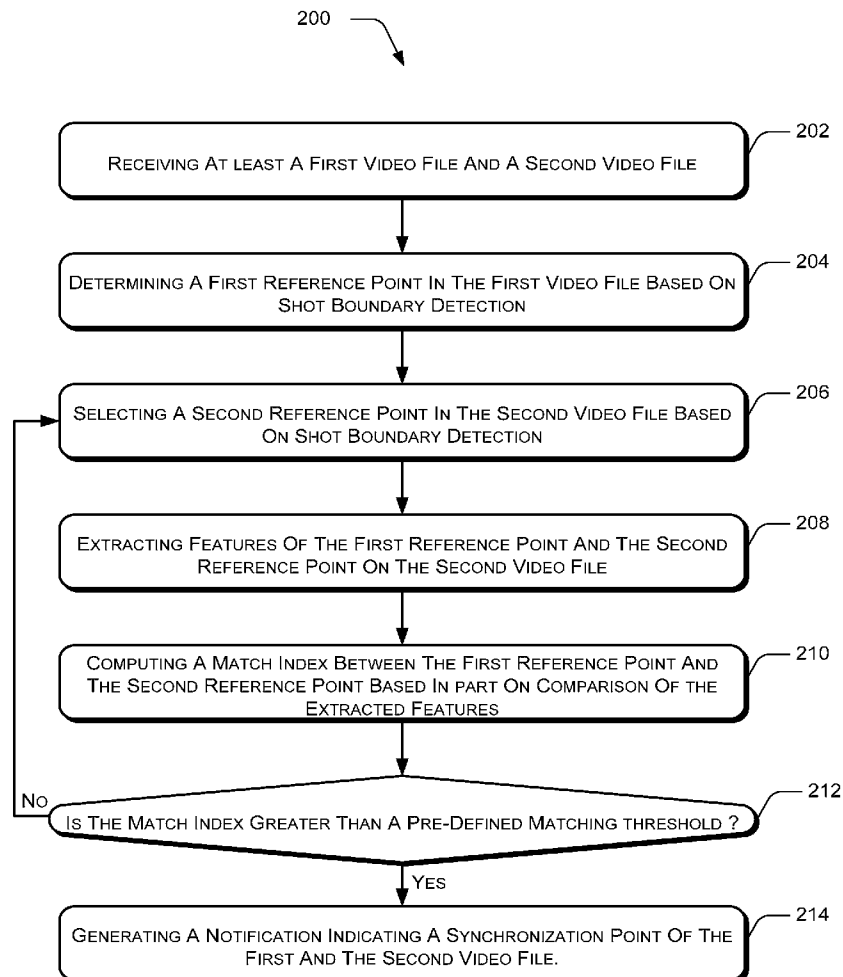 200
202
RECEIVING AT LEAST A FIRST VIDEO FILE AND A SECOND VIDEO FILE
204
DETERMINING A FIRST REFERENCE POINT IN THE FIRST VIDEO FILE BASED ON
SHOT BOUNDARY DETECTION
206
SELECTING A SECOND REFERENCE POINT IN THE SECOND VIDEO FILE BASED
ON SHOT BOUNDARY DETECTION
208
EXTRACTING FEATURES OF THE FIRST REFERENCE POINT AND THE SECOND
REFERENCE POINT ON THE SECOND VIDEO FILE
210
COMPUTING A MATCH INDEX BETWEEN THE FIRST REFERENCE POINT AND
THE SECOND REFERENCE POINT BASED IN PART ON COMPARISON OF THE
EXTRACTED FEATURES
NO
212
IS THE MATCH INDEX GREATER THAN A PRE-DEFINED MATCHING THRESHOLD ?
YES
214
GENERATING A NOTIFICATION INDICATING A SYNCHRONIZATION POINT OF THE
FIRST AND THE SECOND VIDEO FILE.